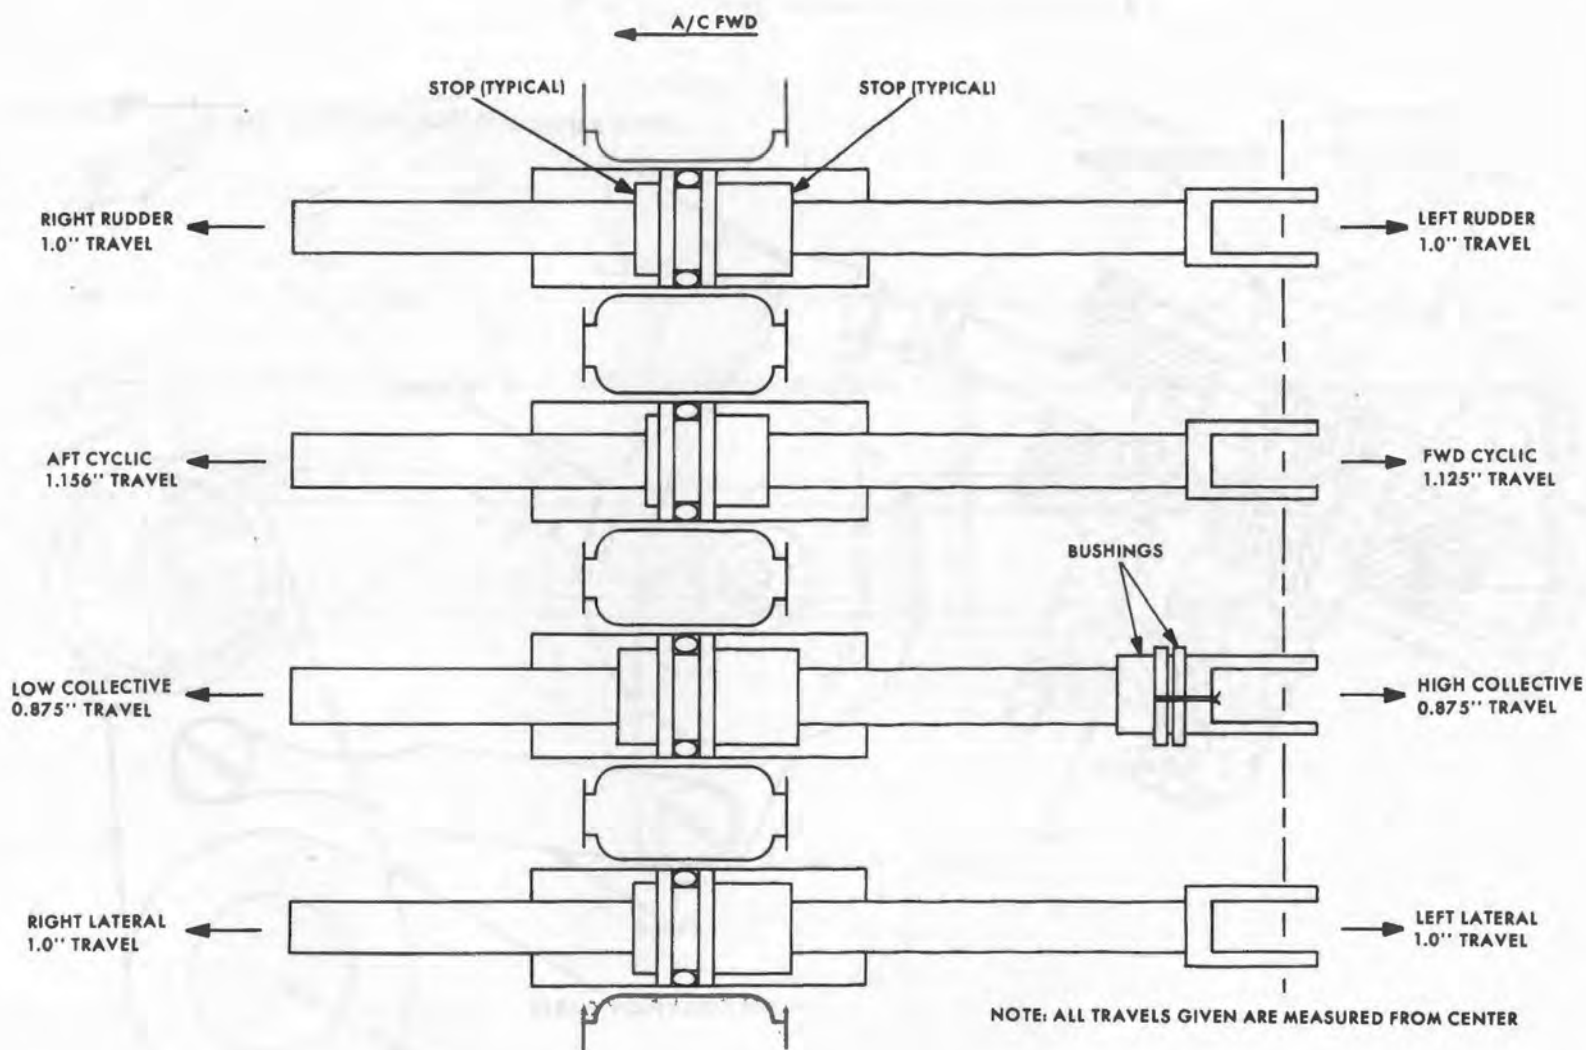 A/C FWD
STOP (TYPICAL)
STOP (TYPICAL)
RIGHT RUDDER
1.0'' TRAVEL
LEFT RUDDER
1.0'' TRAVEL
AFT CYCLIC
1.156'' TRAVEL
FWD CYCLIC
1.125'' TRAVEL
BUSHINGS
LOW COLLECTIVE
0.875'' TRAVEL
HIGH COLLECTIVE
0.875'' TRAVEL
RIGHT LATERAL
1.0'' TRAVEL
LEFT LATERAL
1.0'' TRAVEL
NOTE: ALL TRAVELS GIVEN ARE MEASURED FROM CENTER